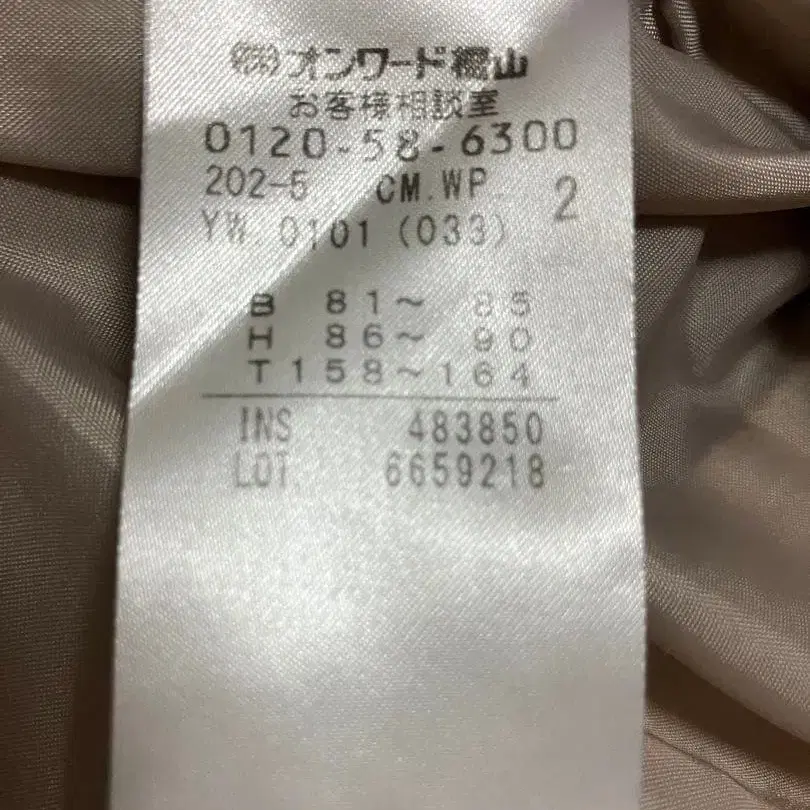 ㈱オンワード樫山
お客様相談室
0120-58-6300
202-5 CM.WP 2
YW 0101 (033)
B 81～ 85
H 86～ 90
T158～164
INS 483850
LOT. 6659218